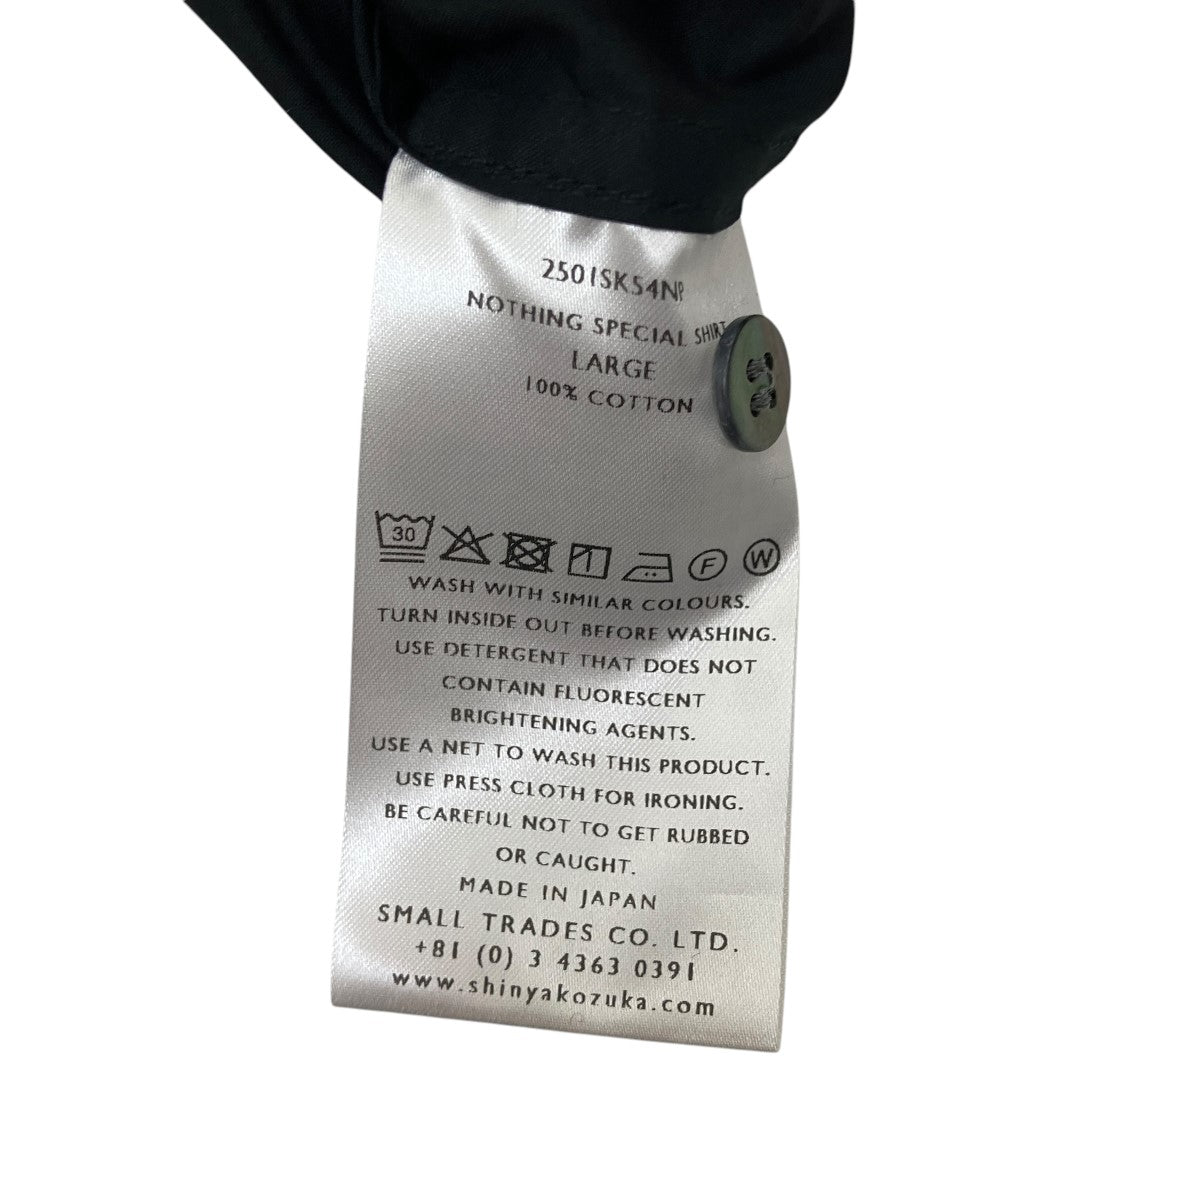 2501SK54NP
NOTHING SPECIAL SHIRT
LARGE
100% COTTON
30
F
W
WASH WITH SIMILAR COLOURS.
TURN INSIDE OUT BEFORE WASHING.
USE DETERGENT THAT DOES NOT
CONTAIN FLUORESCENT
BRIGHTENING AGENTS.
USE A NET TO WASH THIS PRODUCT.
USE PRESS CLOTH FOR IRONING.
BE CAREFUL NOT TO GET RUBBED
OR CAUGHT.
MADE IN JAPAN
SMALL TRADES CO. LTD.
+81 (0) 3 4363 0391
www.shinyakozuka.com